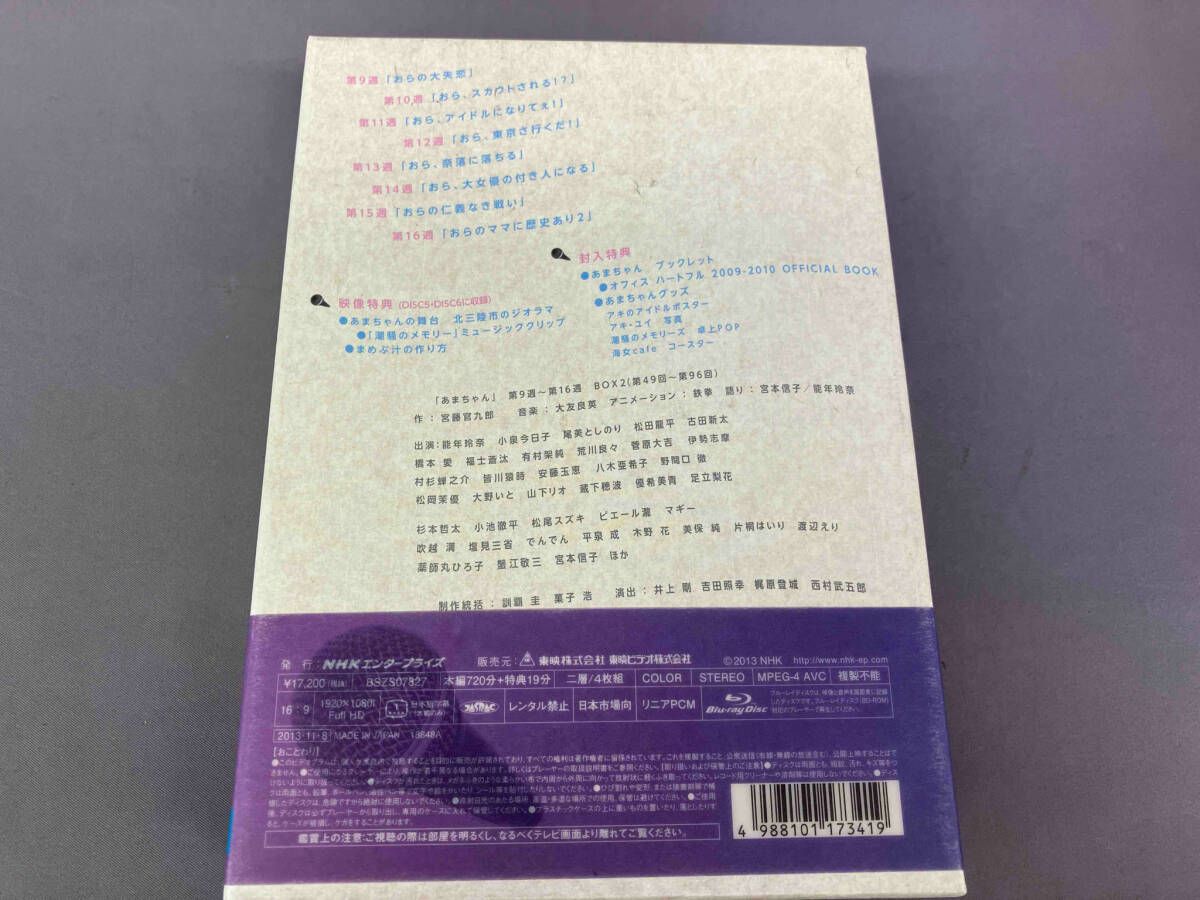 第9週「おらの大失恋」
第10週「おら、スカウトされる!?」
第11週「おら、アイドルになりてぇ!」
第12週「おら、東京さ行くだ!」
第13週「おら、奈落に落ちる」
第14週「おら、大女優の付き人になる」
第15週「おらの仁義なき戦い」
第16週「おらのママに歴史あり2」
封入特典
●あまちゃん ブックレット
●オフィス ハートフル 2009-2010 OFFICIAL BOOK
●あまちゃんグッズ
アキのアイドルポスター
アキ・ユイ 写真
潮騒のメモリーズ 卓上POP
海女cafe コースター
映像特典(DISC5・DISC6に収録)
●あまちゃんの舞台 北三陸市のジオラマ
●「潮騒のメモリー」ミュージッククリップ
●まめぶ汁の作り方
「あまちゃん」 第9週~第16週 BOX2(第49回~第96回)
作:宮藤官九郎 音楽:大友良英 アニメーション:鉄拳 語り:宮本信子/能年玲奈
出演:能年玲奈 小泉今日子 尾美としのり 松田龍平 古田新太
橋本 愛 福士蒼汰 有村架純 荒川良々 菅原大吉 伊勢志摩
村杉蝉之介 皆川猿時 安藤玉恵 八木亜希子 野間口 徹
松岡茉優 大野いと 山下リオ 蔵下穂波 優希美青 足立梨花
杉本哲太 小池徹平 松尾スズキ ピエール瀧 マギー
吹越 満 塩見三省 でんでん 平泉 成 木野 花 美保 純 片桐はいり 渡辺えり
薬師丸ひろ子 蟹江敬三 宮本信子 ほか
制作統括:訓覇 圭 菓子 浩 演出:井上 剛 吉田照幸 梶原登城 西村武五郎
発行:NHKエンタープライズ 販売元:東映株式会社 東映ビデオ株式会社 ©2013 NHK http://www.nhk-ep.com
¥17,200(税抜) BSZS07827 本編720分+特典19分 二層/4枚組 COLOR STEREO MPEG-4 AVC 複製不能
16:9 1920×1080i Full HD 1 日本語字幕 JASRAC レンタル禁止 日本市場向 リニアPCM Blu-ray Disc
2013・11・8 MADE IN JAPAN 18848A
[おことわり]
鑑賞上の注意:ご視聴の際は部屋を明るくし、なるべくテレビ画面より離れてご覧ください。
4 988101 173419